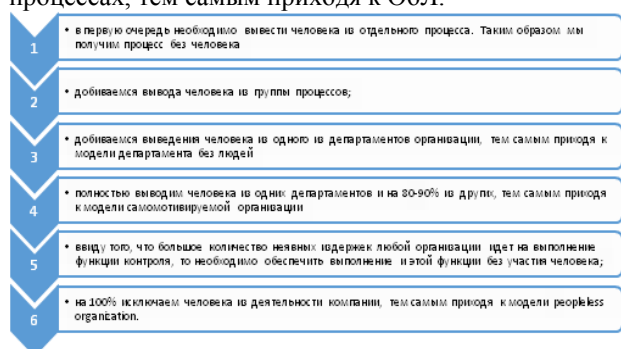 процессах, тем самым приходя к ОбЛ.
• в первую очередь необходимо вывести человека из отдельного процесса. Таким образом мы
получим процесс без человека
1
• добиваемся вывода человека из группы процессов;
2
• добиваемся выведения человека из одного из департаментов организации, тем самым приходя к
модели департамента без людей
3
• полностью выводим человека из одних департаментов и на 80-90% из других, тем самым приходя
к модели самомотивируемой организации
4
• ввиду того, что большое количество неявных издержек любой организации идет на выполнение
функции контроля, то необходимо обеспечить выполнение и этой функции без участия человека;
5
• на 100% исключаем человека из деятельности компании, тем самым приходя к модели peopleless
organization.
6